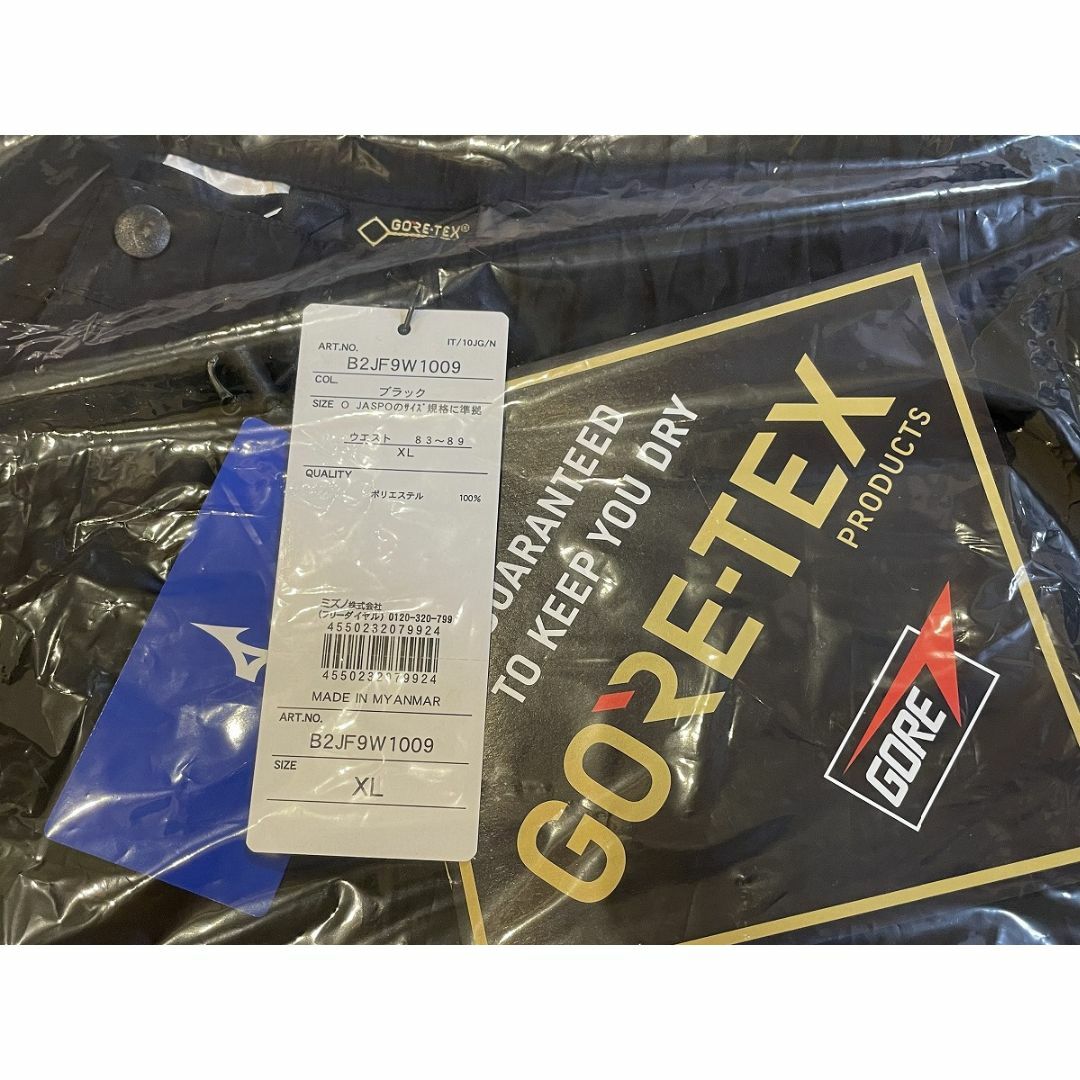 GORE-TEX®
IT/10JG/N
ART.NO.
B2JF9W1009
COL.
ブラック
SIZE O JASPOのｻｲｽﾞ規格に準拠
ウエスト 83～89
XL
QUALITY
ポリエステル 100%
ミズノ株式会社
(フリーダイヤル) 0120-320-799
4550232079924
4550232079924
MADE IN MYANMAR
ART.NO.
B2JF9W1009
SIZE
XL
GUARANTEED
TO KEEP YOU DRY
GORE-TEX
PRODUCTS
GORE